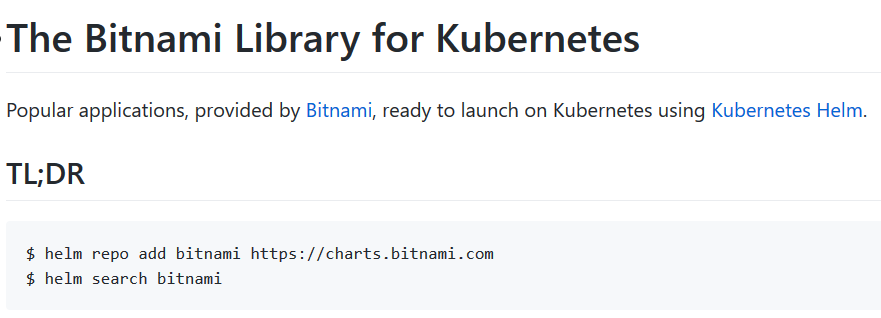 The Bitnami Library for Kubernetes
Popular applications, provided by Bitnami, ready to launch on Kubernetes using Kubernetes Helm.
TL;DR
$ helm repo add bitnami https://charts.bitnami.com
$ helm search bitnami